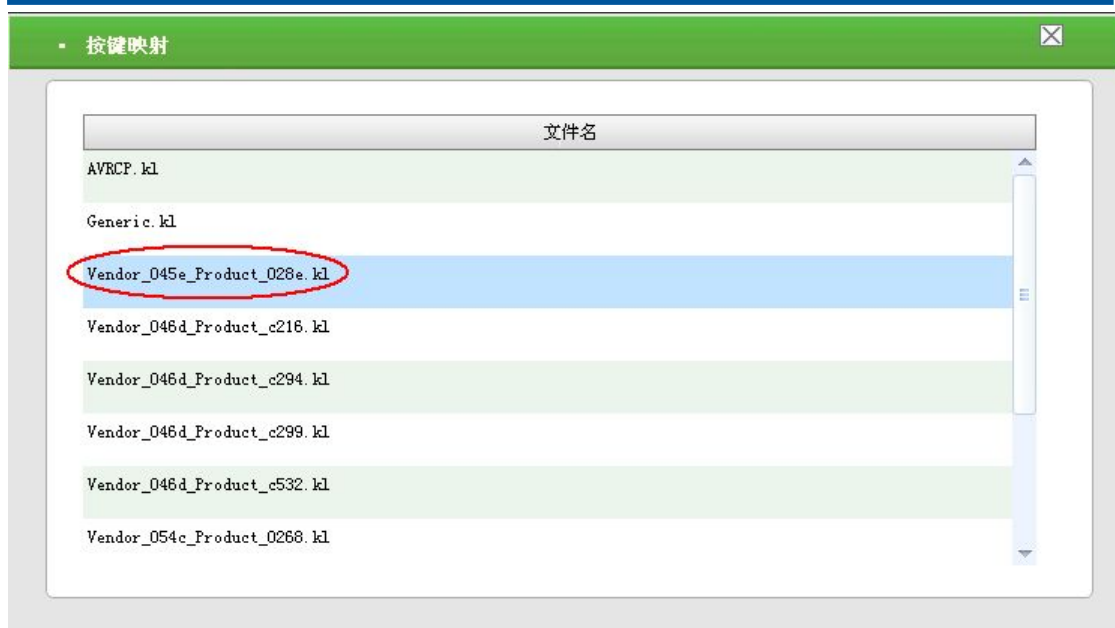 按键映射
文件名
AVRCP.kl
Generic.kl
Vendor_045e_Product_028e.kl
Vendor_046d_Product_c216.kl
Vendor_046d_Product_c294.kl
Vendor_046d_Product_c299.kl
Vendor_046d_Product_c532.kl
Vendor_054c_Product_0268.kl